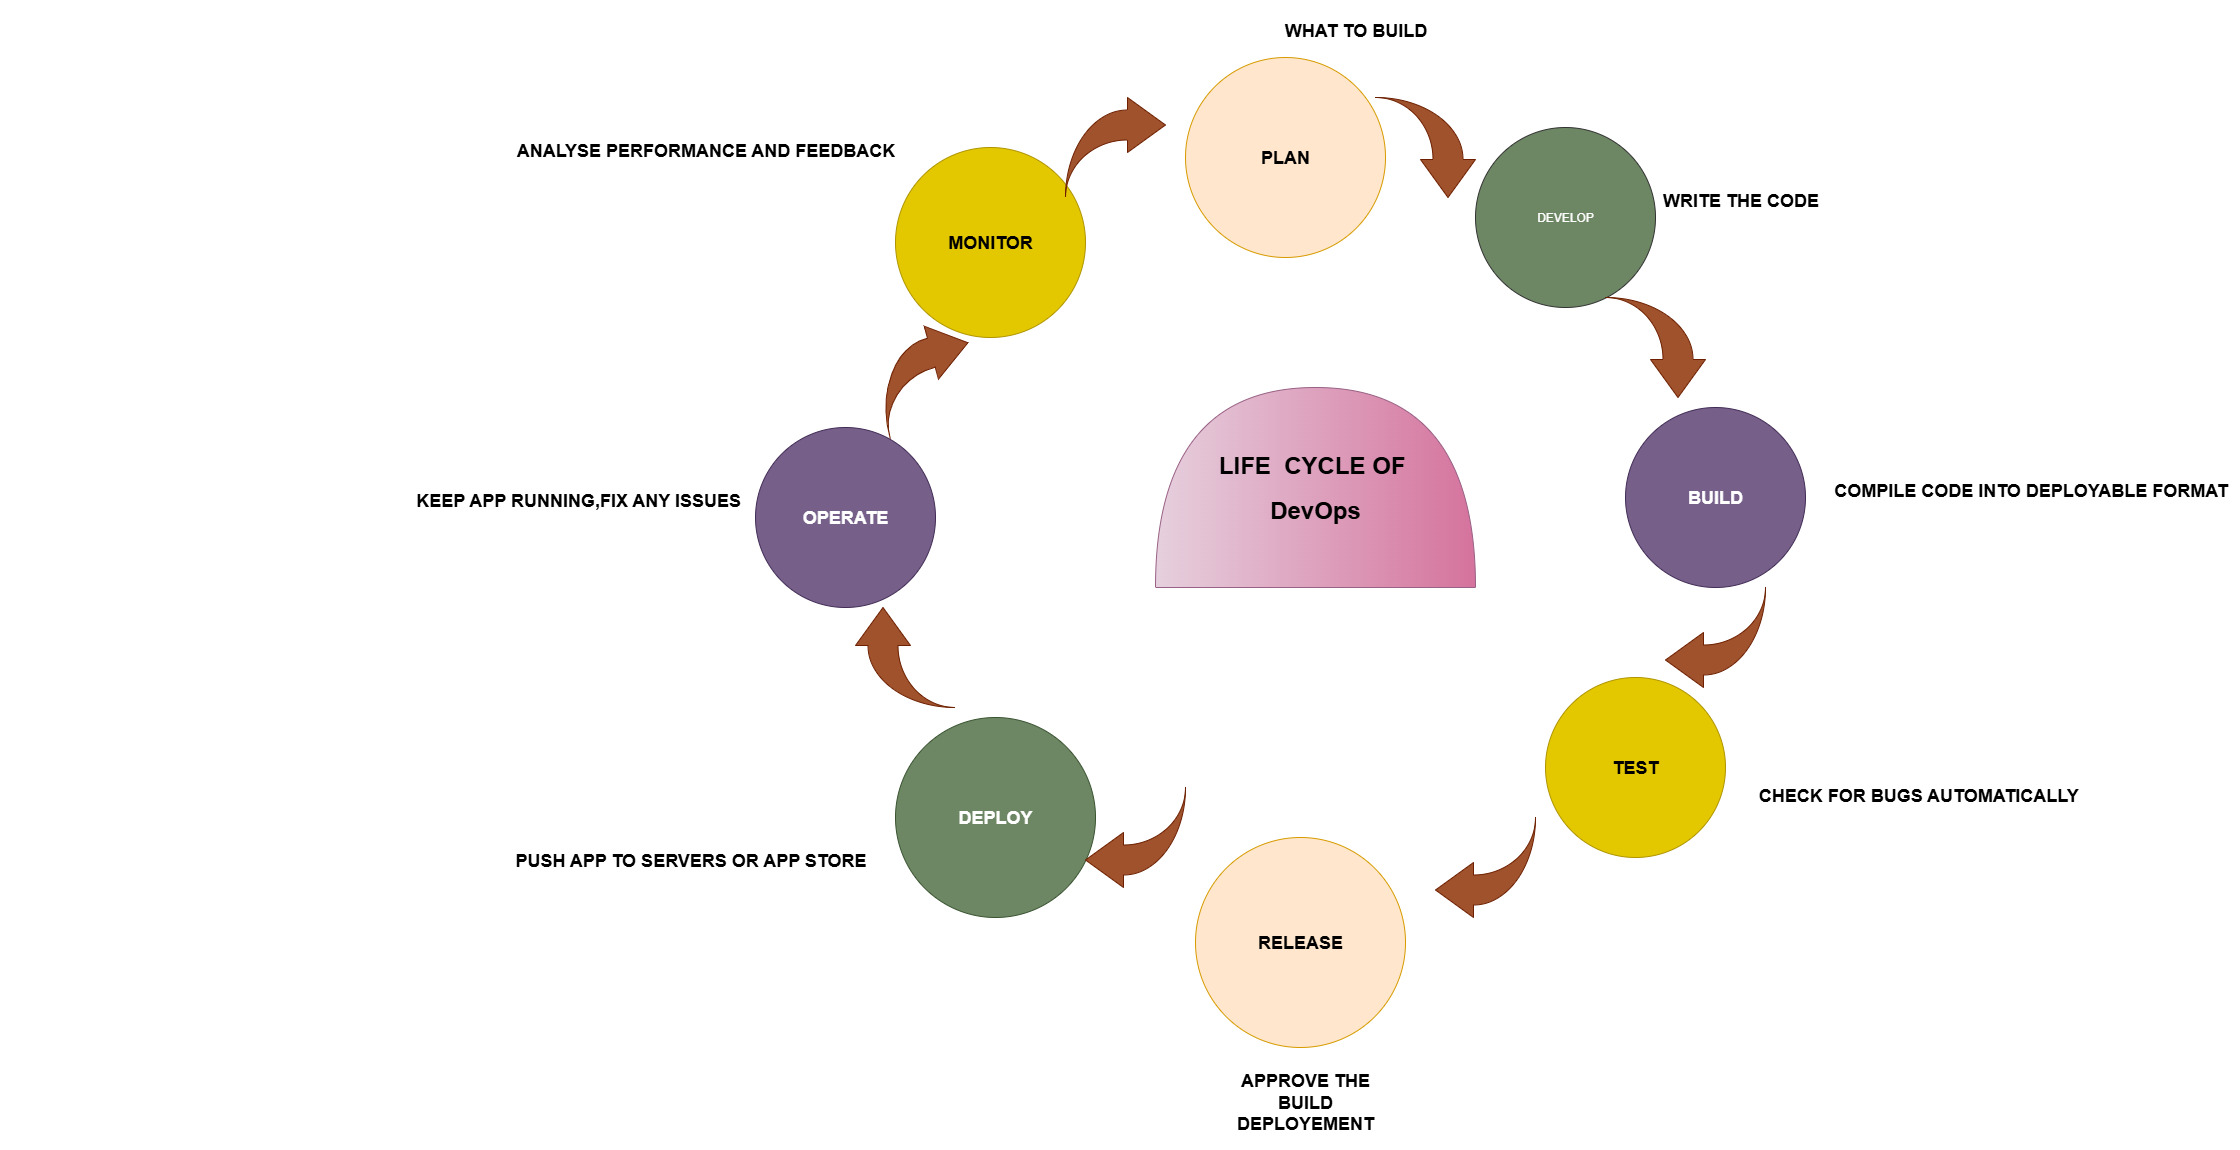 WHAT TO BUILD
PLAN
DEVELOP
WRITE THE CODE
BUILD
COMPILE CODE INTO DEPLOYABLE FORMAT
TEST
CHECK FOR BUGS AUTOMATICALLY
RELEASE
APPROVE THE
BUILD
DEPLOYEMENT
DEPLOY
PUSH APP TO SERVERS OR APP STORE
OPERATE
KEEP APP RUNNING,FIX ANY ISSUES
MONITOR
ANALYSE PERFORMANCE AND FEEDBACK
LIFE  CYCLE OF
DevOps